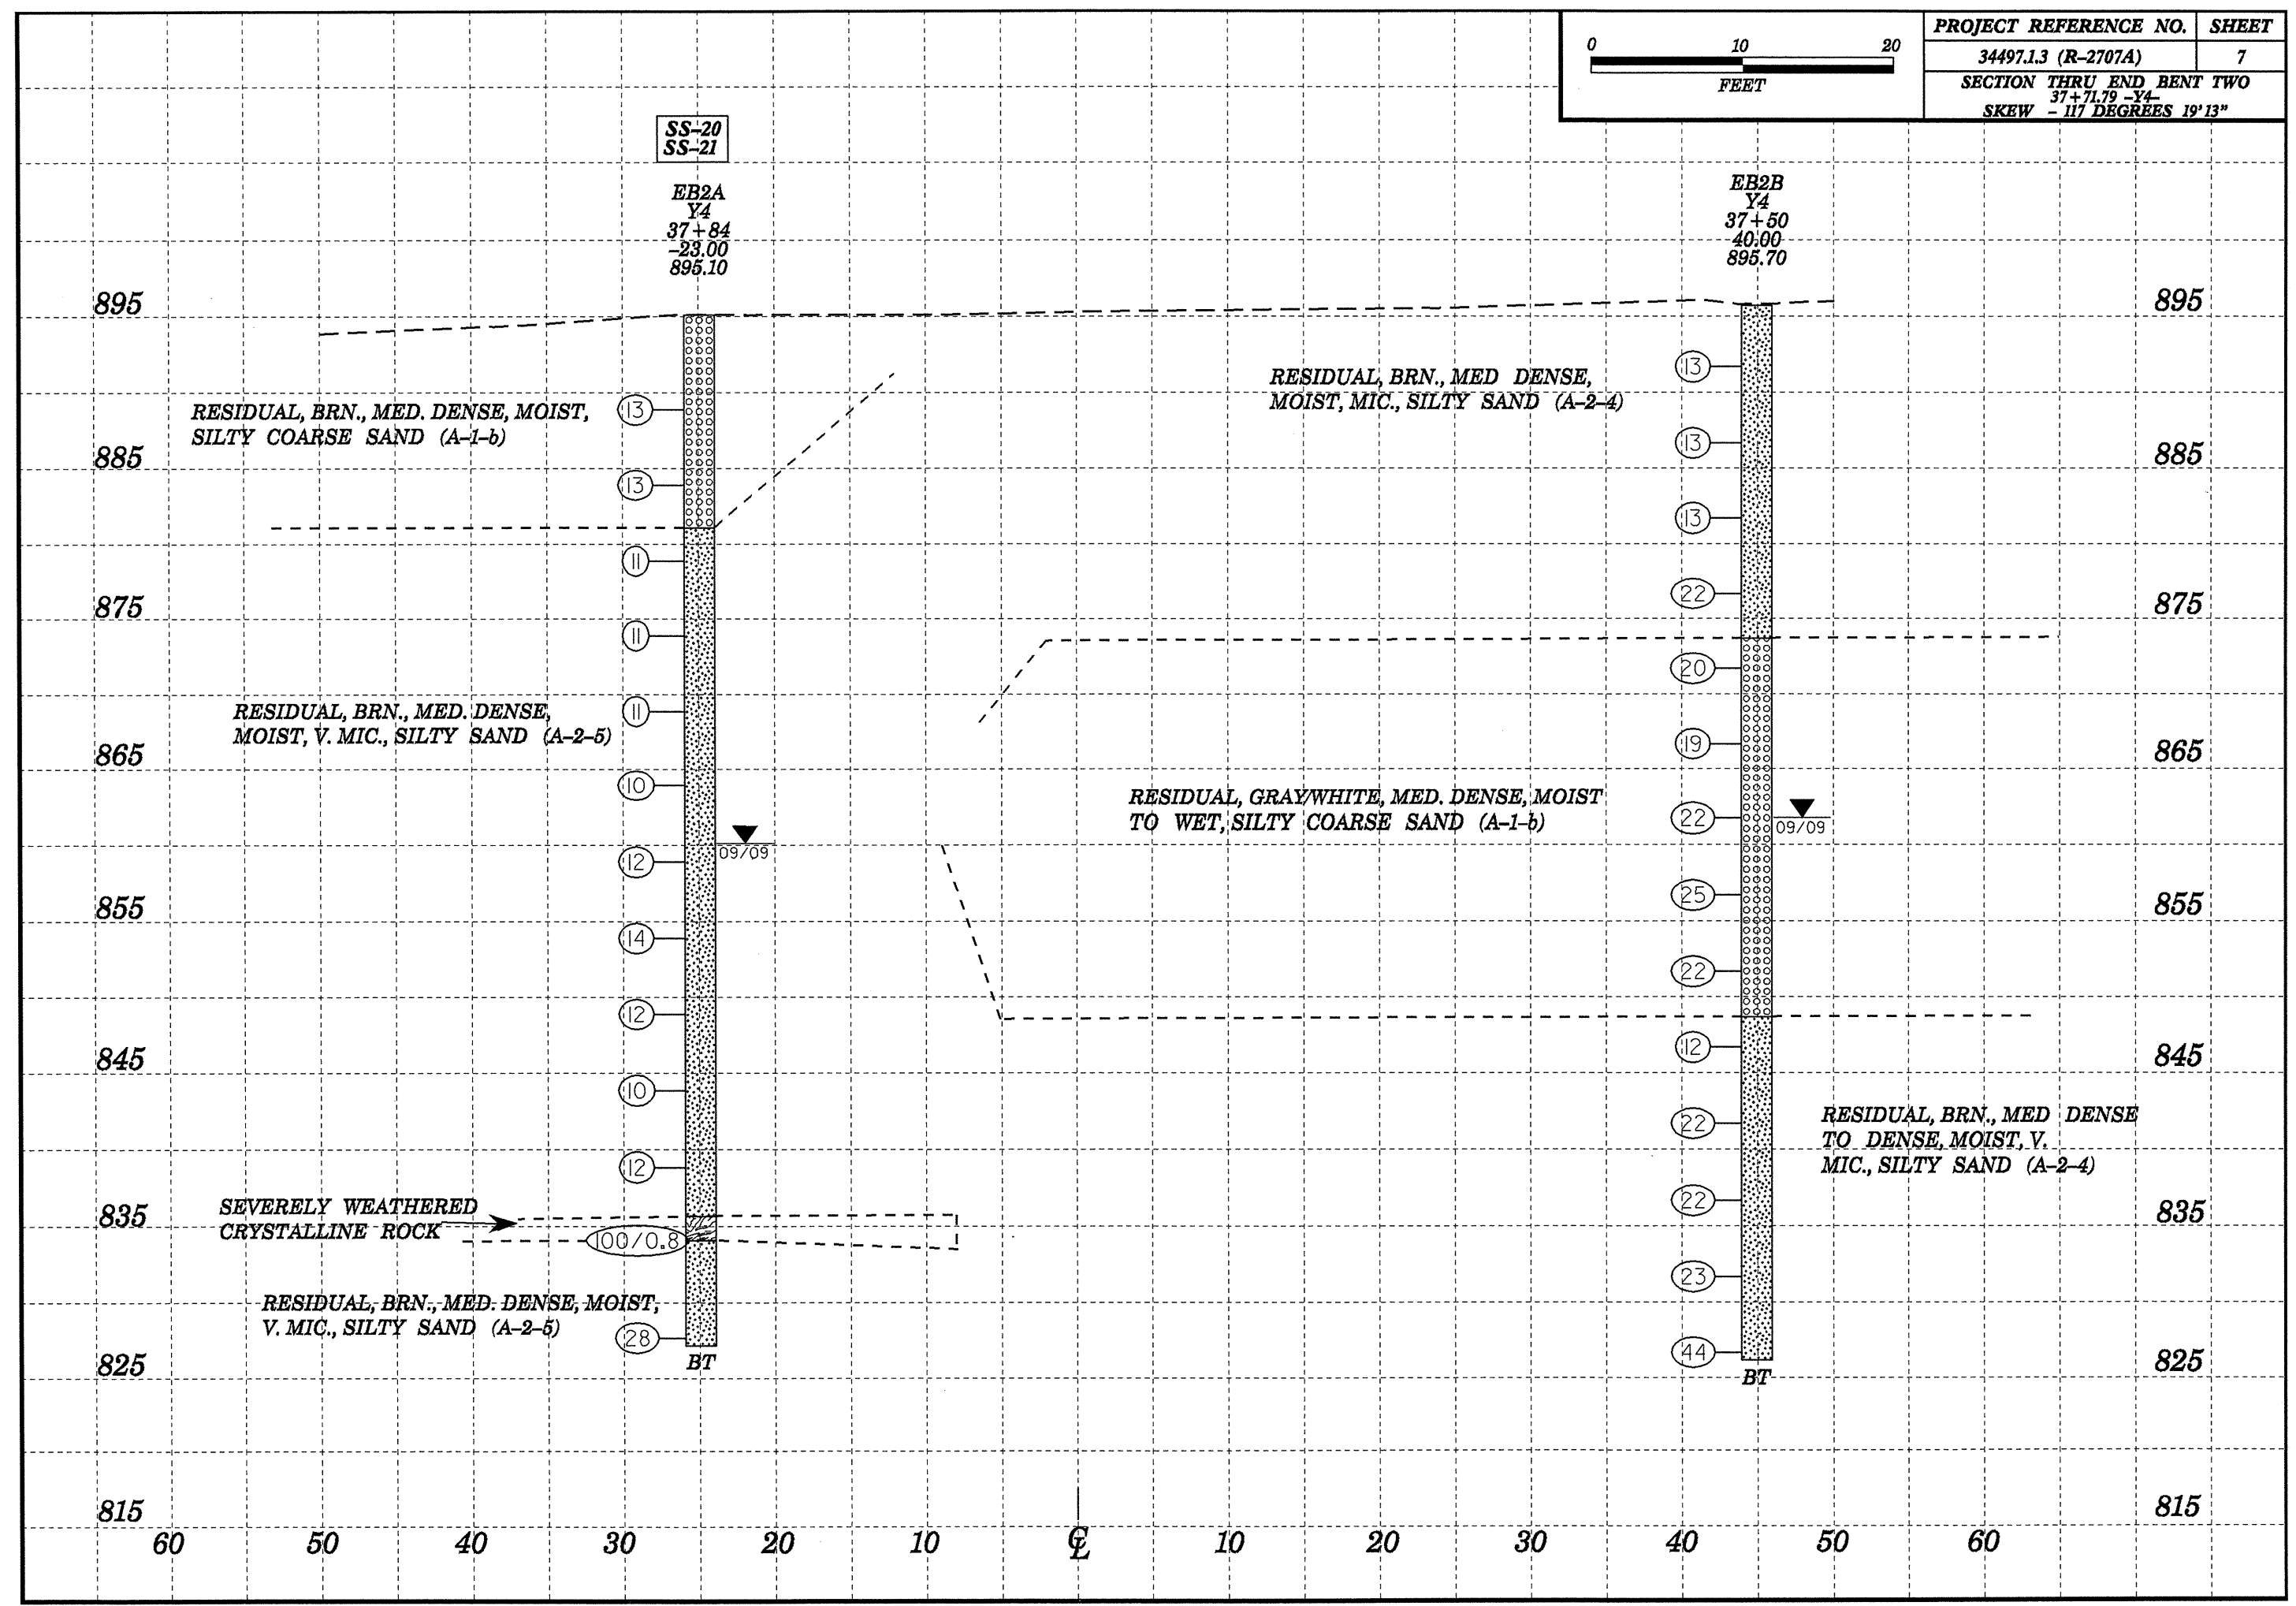 0 10 20
FEET
PROJECT REFERENCE NO. SHEET
34497.1.3 (R-2707A) 7
SECTION THRU END BENT TWO
37+71.79 -Y4-
SKEW - 117 DEGREES 19'13"
SS-20
SS-21
EB2A
Y4
37+84
-23.00
895.10
EB2B
Y4
37+50
40.00
895.70
895 895
13
RESIDUAL, BRN., MED DENSE,
MOIST, MIC., SILTY SAND (A-2-4)
RESIDUAL, BRN., MED. DENSE, MOIST,
SILTY COARSE SAND (A-1-b)
13
13
885 885
13
13
11
22
875 875
11
20
RESIDUAL, BRN., MED. DENSE,
MOIST, V. MIC., SILTY SAND (A-2-5)
11
19
865 865
10
RESIDUAL, GRAY/WHITE, MED. DENSE, MOIST
TO WET, SILTY COARSE SAND (A-1-b)
22
09/09
09/09
12
25
855 855
14
22
12
12
845 845
10
22
RESIDUAL, BRN., MED DENSE
TO DENSE, MOIST, V.
MIC., SILTY SAND (A-2-4)
12
22
SEVERELY WEATHERED
CRYSTALLINE ROCK
835 835
100/0.8
23
RESIDUAL, BRN., MED. DENSE, MOIST,
V. MIC., SILTY SAND (A-2-5)
28
44
BT
BT
825 825
815 815
60 50 40 30 20 10 CL 10 20 30 40 50 60